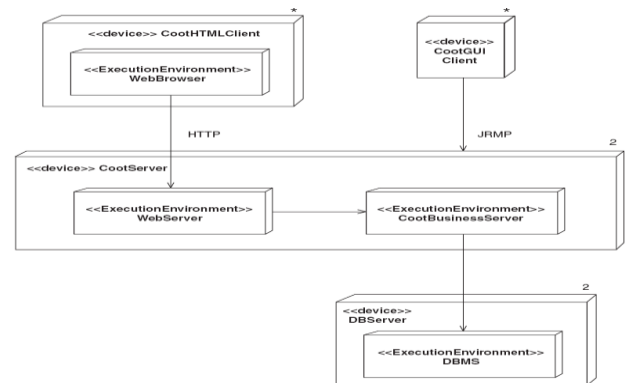 *
<<device>> CootHTMLClient
<<ExecutionEnvironment>>
WebBrowser
*
<<device>>
CootGUI
Client
HTTP
JRMP
2
<<device>> CootServer
<<ExecutionEnvironment>>
WebServer
<<ExecutionEnvironment>>
CootBusinessServer
2
<<device>>
DBServer
<<ExecutionEnvironment>>
DBMS